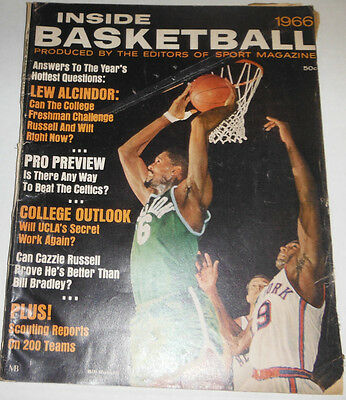 INSIDE
1966
BASKETBALL
PRODUCED BY THE EDITORS OF SPORT MAGAZINE
50c
Answers To The Year's
Hottest Questions:
LEW ALCINDOR:
Can The College
Freshman Challenge
Russell And Wilt
Right Now?
PRO PREVIEW
Is There Any Way
To Beat The Celtics?
COLLEGE OUTLOOK
Will UCLA's Secret
Work Again?
Can Cazzie Russell
Prove He's Better Than
Bill Bradley?
PLUS!
Scouting Reports
On 200 Teams
MB
6
ORK
9